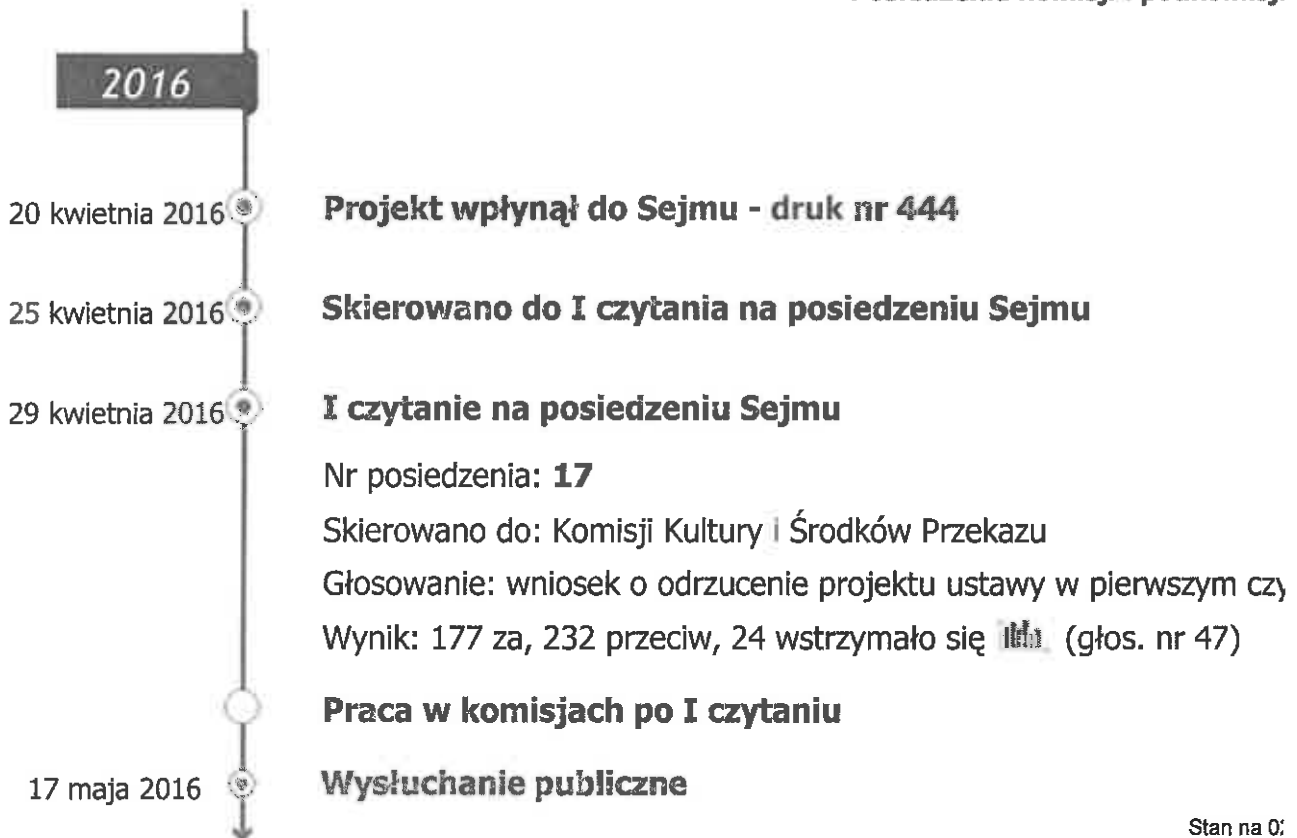 2016
20 kwietnia 2016 Projekt wpłynął do Sejmu - druk nr 444
25 kwietnia 2016 Skierowano do I czytania na posiedzeniu Sejmu
29 kwietnia 2016 I czytanie na posiedzeniu Sejmu
Nr posiedzenia: 17
Skierowano do: Komisji Kultury i Środków Przekazu
Głosowanie: wniosek o odrzucenie projektu ustawy w pierwszym
Wynik: 177 za, 232 przeciw, 24 wstrzymało się (głos. nr 47)
Praca w komisjach po I czytaniu
17 maja 2016 Wysłuchanie publiczne
Stan na